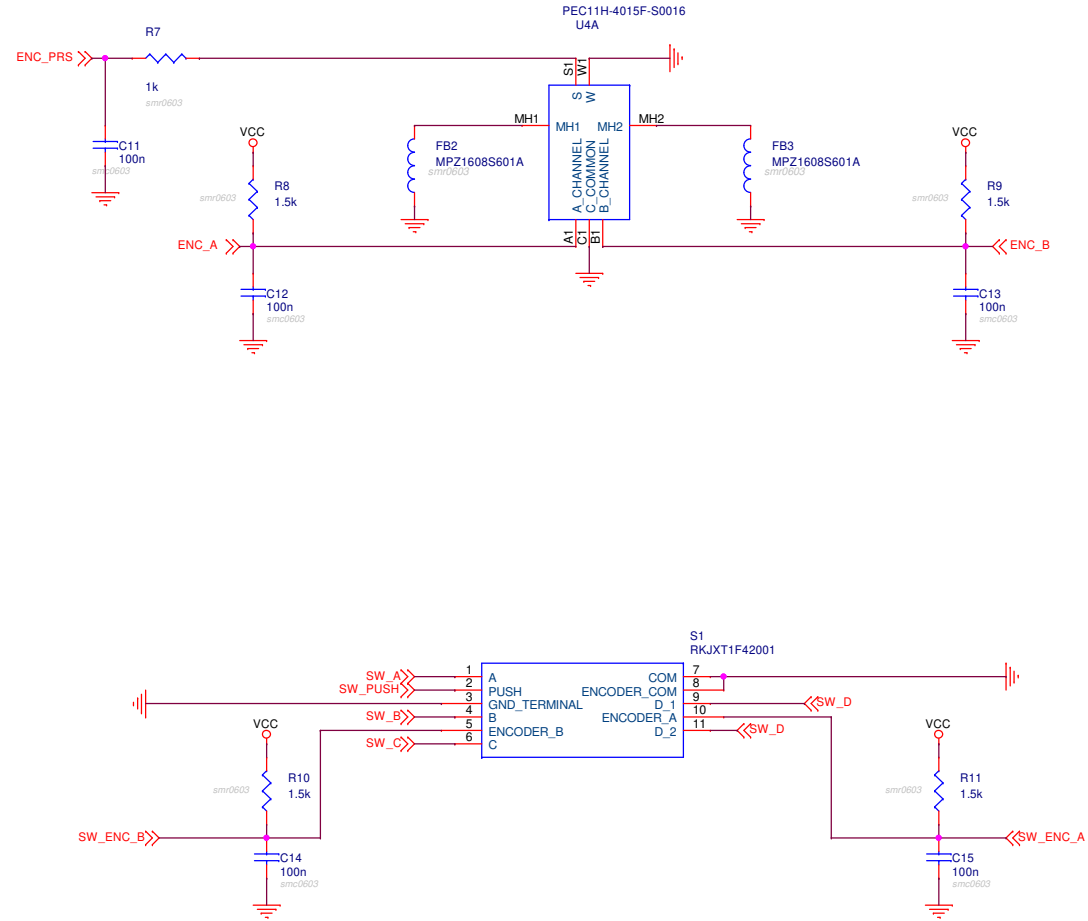 PEC11H-4015F-S0016
U4A
R7
ENC_PRS
1k
smr0603
S1
W1
S
W
C11
100n
smc0603
VCC
MH1
MH1
MH2
MH2
FB2
MPZ1608S601A
smr0603
FB3
MPZ1608S601A
smr0603
VCC
A_CHANNEL
C_COMMON
B_CHANNEL
smr0603
R8
1.5k
smr0603
R9
1.5k
ENC_A
A1
C1
B1
ENC_B
C12
100n
smc0603
C13
100n
smc0603
S1
RKJXT1F42001
SW_A
1
A
COM
7
SW_PUSH
2
PUSH
ENCODER_COM
8
3
GND_TERMINAL
D_1
9
SW_D
SW_B
4
B
ENCODER_A
10
5
ENCODER_B
D_2
11
SW_D
SW_C
6
C
VCC
VCC
smr0603
R10
1.5k
smr0603
R11
1.5k
SW_ENC_B
SW_ENC_A
C14
100n
smc0603
C15
100n
smc0603